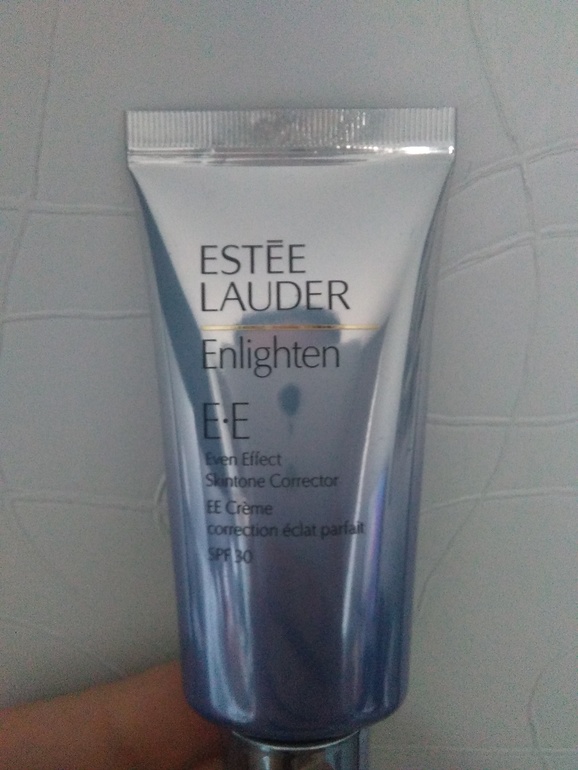 ESTĒE
LAUDER
Enlighten
E·E
Even Effect
Skintone Corrector
EE Crème
correction éclat parfait
SPF 30